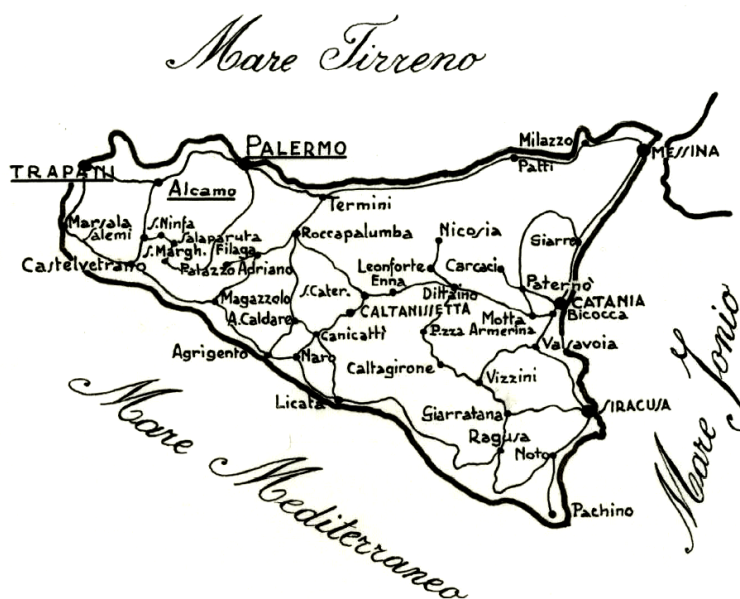 Mare Tirreno
Milazzo
MESSINA
PALERMO
Patti
TRAPANI
Alcamo
Termini
Marsala
S. Ninfa
Nicosia
Salemi
Salaparuta
Roccapalumba
Giarre
S. Margh.
Filaga
Leonforte
Carcaci
Castelvetrano
Palazzo Adriano
Enna
Paternò
S. Cater.
Dittaino
CATANIA
Magazzolo
CALTANISSETTA
Motta
Bicocca
A. Caldare
P.zza Armerina
Canicattì
Valsavoia
Agrigento
Naro
Caltagirone
Vizzini
Licata
Giarratana
SIRACUSA
Ragusa
Noto
Pachino
Mare Jonio
Mare Mediterraneo